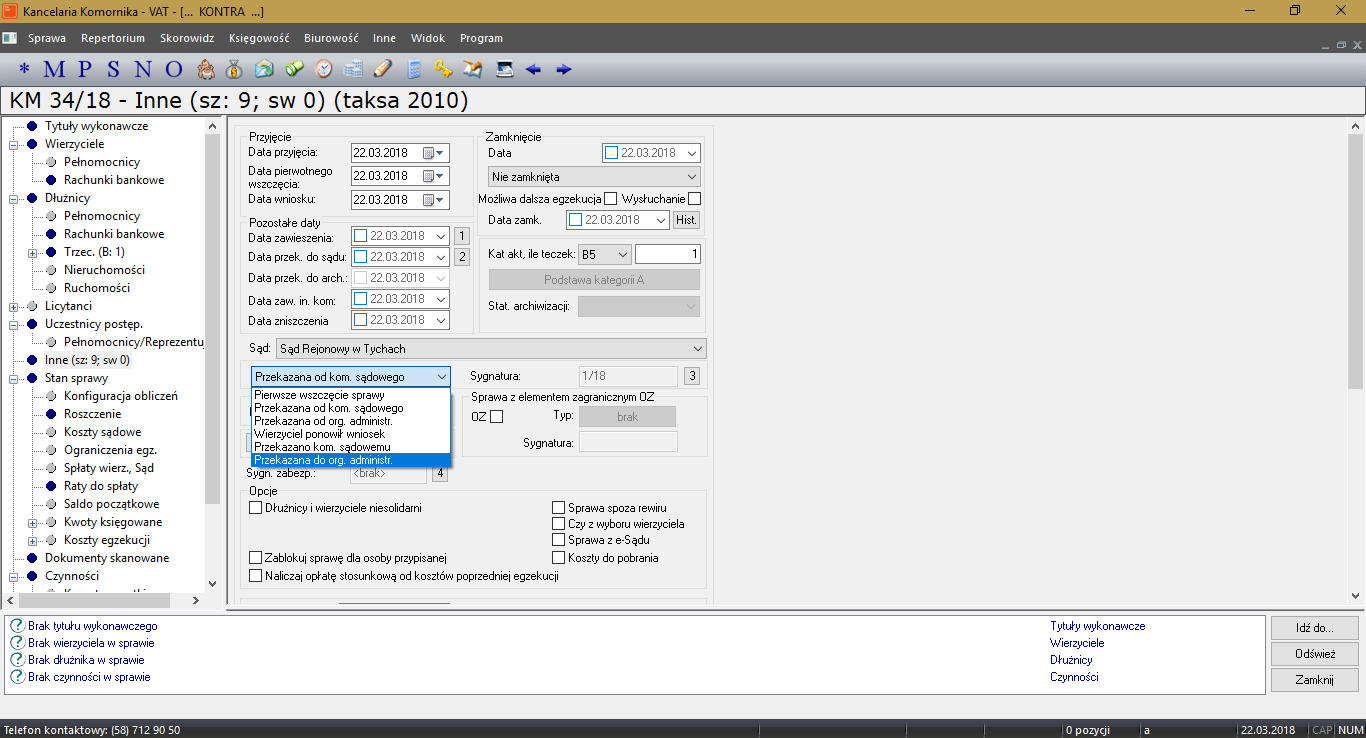 Kancelaria Komornika - VAT - [... KONTRA ...]
Sprawa Repertorium Skorowidz Księgowość Biurowość Inne Widok Program
* M P S N O
KM 34/18 - Inne (sz: 9; sw 0) (taksa 2010)
Tytuły wykonawcze
Wierzyciele
Pełnomocnicy
Rachunki bankowe
Dłużnicy
Pełnomocnicy
Rachunki bankowe
Trzec. (B: 1)
Nieruchomości
Ruchomości
Licytanci
Uczestnicy postęp.
Pełnomocnicy/Reprezentu
Inne (sz: 9; sw 0)
Stan sprawy
Konfiguracja obliczeń
Roszczenie
Koszty sądowe
Ograniczenia egz.
Spłaty wierz., Sąd
Raty do spłaty
Saldo początkowe
Kwoty księgowane
Koszty egzekucji
Dokumenty skanowane
Czynności
Przyjęcie
Data przyjęcia: 22.03.2018
Data pierwotnego wszczęcia: 22.03.2018
Data wniosku: 22.03.2018
Pozostałe daty
Data zawieszenia: 22.03.2018 1
Data przek. do sądu: 22.03.2018 2
Data przek. do arch.: 22.03.2018
Data zaw. in. kom: 22.03.2018
Data zniszczenia 22.03.2018
Zamknięcie
Data 22.03.2018
Nie zamknięta
Możliwa dalsza egzekucja Wysłuchanie
Data zamk. 22.03.2018 Hist.
Kat akt, ile teczek: B5 1
Podstawa kategorii A
Stat. archiwizacji:
Sąd: Sąd Rejonowy w Tychach
Przekazana od kom. sądowego
Sygnatura: 1/18 3
Pierwsze wszczęcie sprawy
Przekazana od kom. sądowego
Przekazana od org. administr.
Wierzyciel ponowił wniosek
Przekazano kom. sądowemu
Przekazana do org. administr.
Sprawa z elementem zagranicznym OZ
OZ Typ: brak
Sygnatura:
Sygn. zabezp.: <brak> 4
Opcje
Dłużnicy i wierzyciele niesolidarni
Sprawa spoza rewiru
Czy z wyboru wierzyciela
Sprawa z e-Sądu
Zablokuj sprawę dla osoby przypisanej
Koszty do pobrania
Naliczaj opłatę stosunkową od kosztów poprzedniej egzekucji
Brak tytułu wykonawczego Tytuły wykonawcze
Brak wierzyciela w sprawie Wierzyciele
Brak dłużnika w sprawie Dłużnicy
Brak czynności w sprawie Czynności
Idź do...
Odśwież
Zamknij
Telefon kontaktowy: (58) 712 90 50 0 pozycji a 22.03.2018 CAP NUM